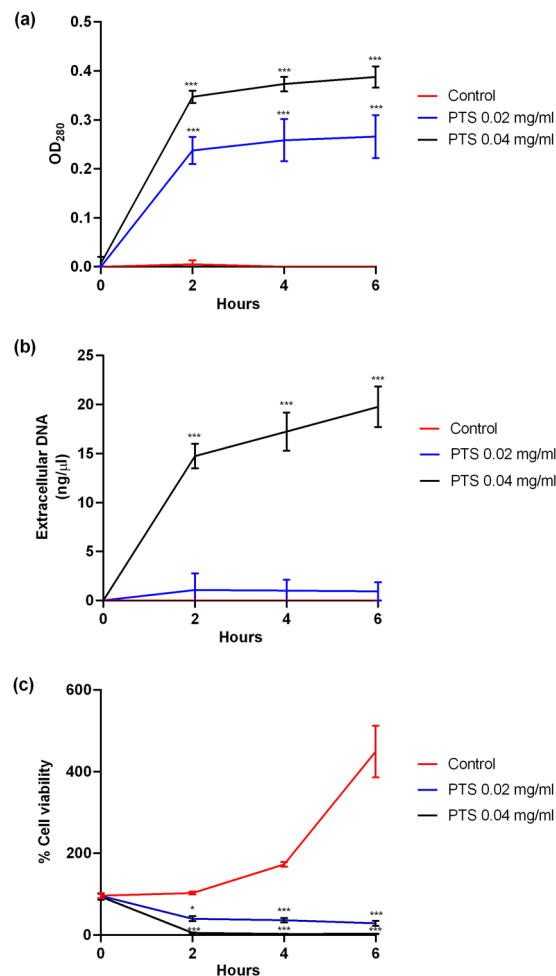 (a)
0.5
0.4
0.3
0.2
0.1
0.0
OD280
0
2
4
6
Hours
***
***
***
***
***
***
Control
PTS 0.02 mg/ml
PTS 0.04 mg/ml
(b)
25
20
15
10
5
0
Extracellular DNA
(ng/µl)
0
2
4
6
Hours
***
***
***
Control
PTS 0.02 mg/ml
PTS 0.04 mg/ml
(c)
600
400
200
0
% Cell viability
0
2
4
6
Hours
*
***
***
***
***
***
Control
PTS 0.02 mg/ml
PTS 0.04 mg/ml